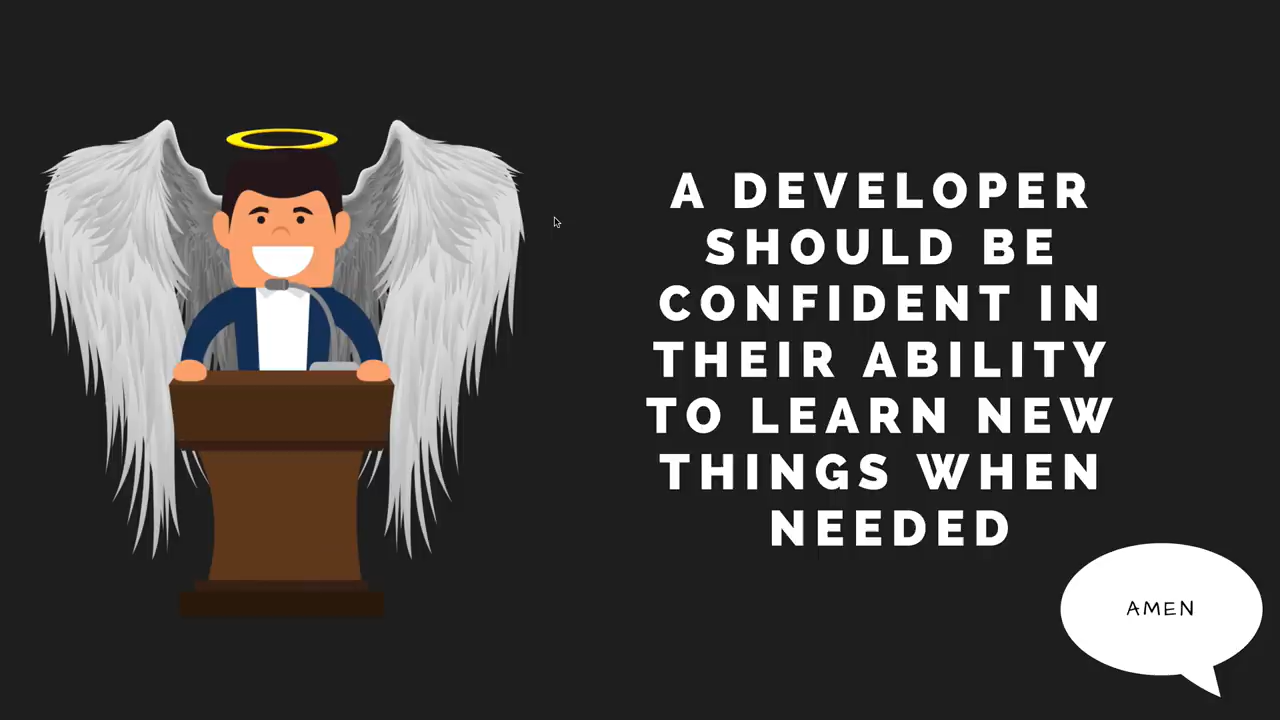 A DEVELOPER
SHOULD BE
CONFIDENT IN
THEIR ABILITY
TO LEARN NEW
THINGS WHEN
NEEDED
AMEN